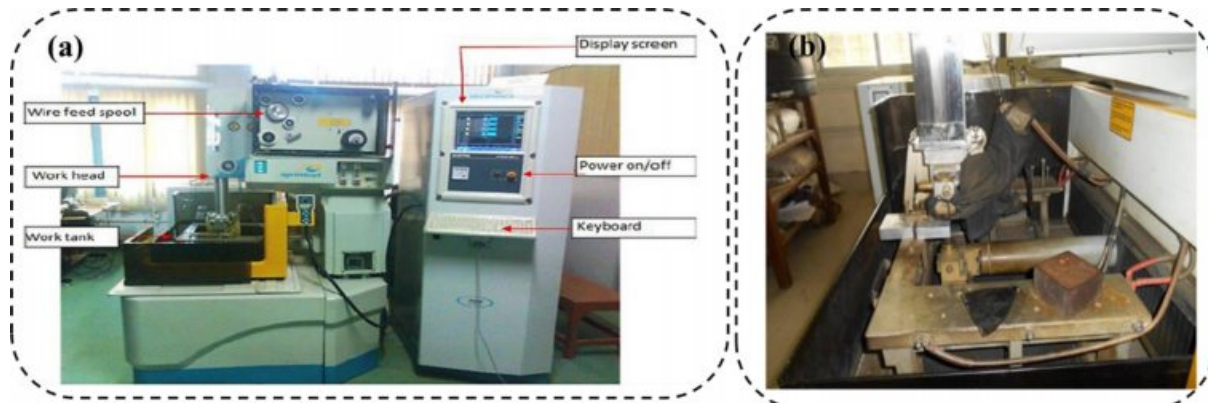 (a)
Display screen
Wire feed spool
Work head
Power on/off
Work tank
Keyboard
(b)